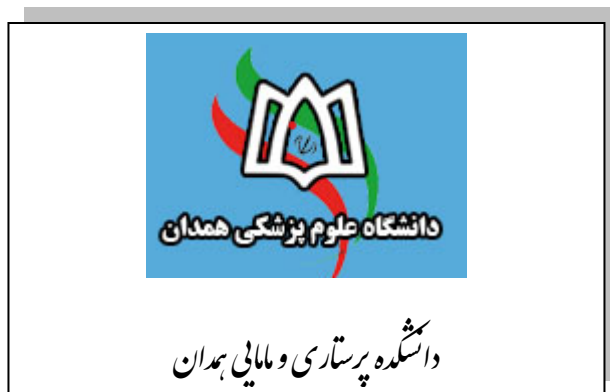 دانشگاه علوم پزشکی همدان
دانشکده پرستاری و مامایی همدان